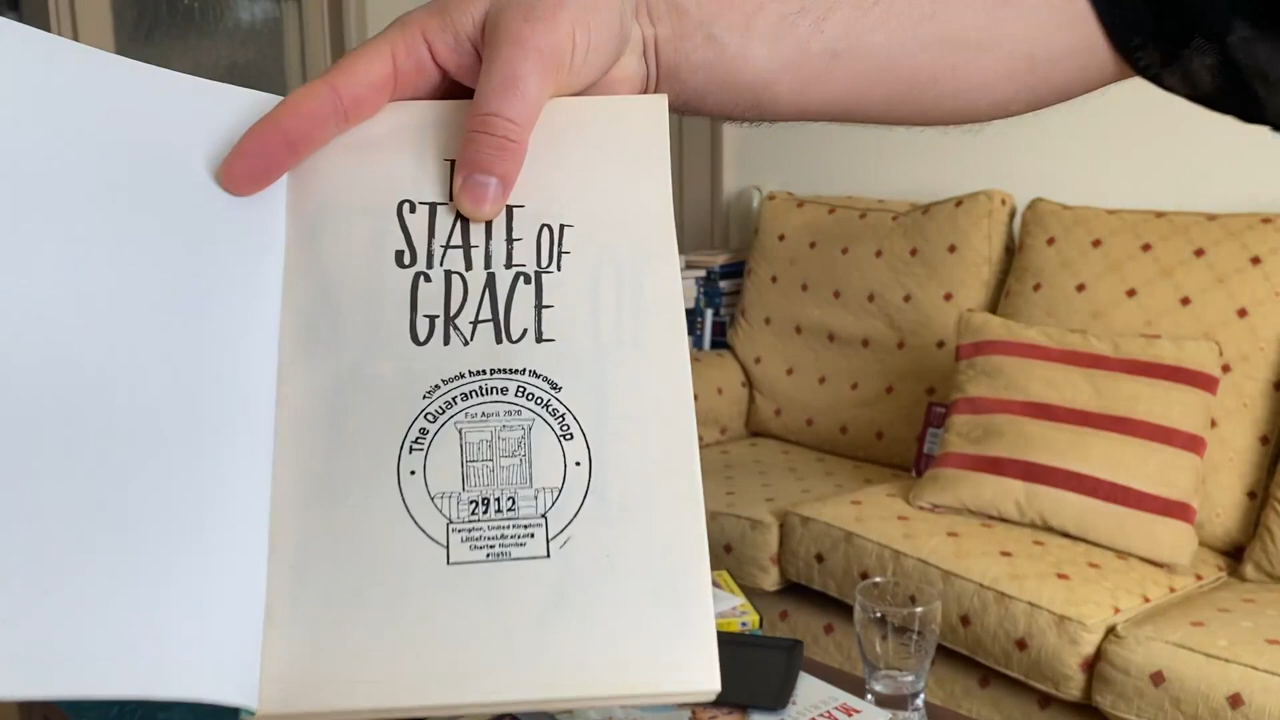 STATE OF
GRACE
This book has passed through
The Quarantine Bookshop
Est April 2020
2912
Hampton, United Kingdom
LittleFreeLibrary.org
Charter Number